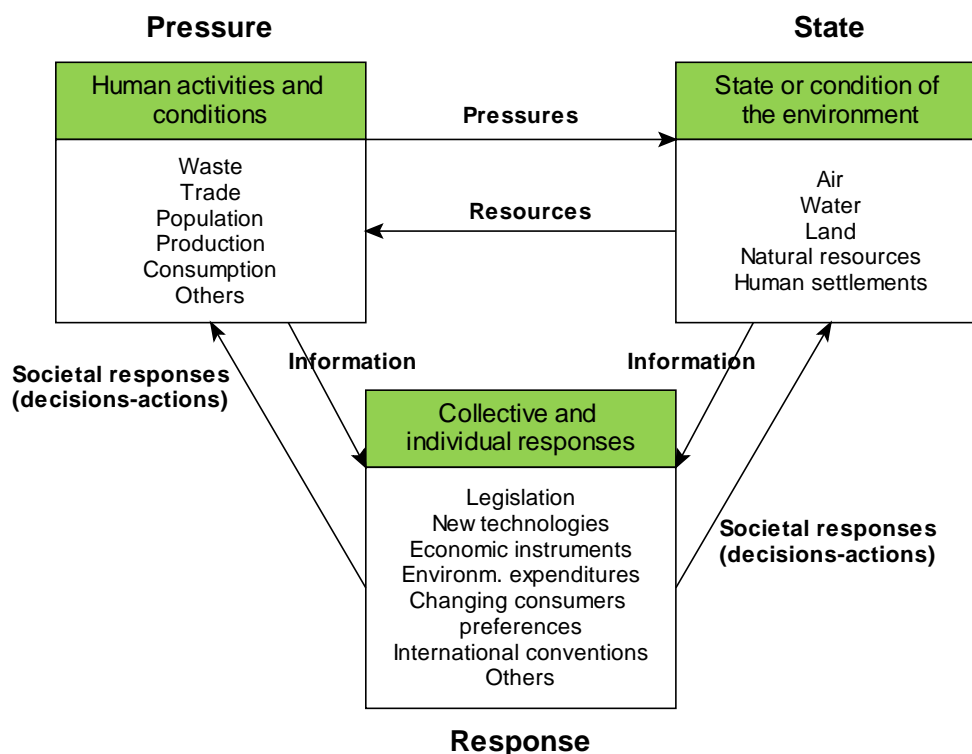 Pressure
State
Human activities and
conditions
State or condition of
the environment
Pressures
Waste
Trade
Population
Production
Consumption
Others
Air
Water
Land
Natural resources
Human settlements
Resources
Information
Information
Societal responses
(decisions-actions)
Collective and
individual responses
Legislation
New technologies
Economic instruments
Environm. expenditures
Changing consumers
preferences
International conventions
Others
Societal responses
(decisions-actions)
Response